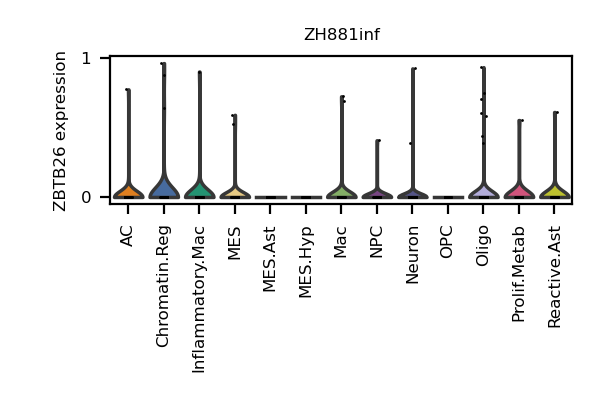 ZH881inf
ZBTB26 expression
1
0
AC
Chromatin.Reg
Inflammatory.Mac
MES
MES.Ast
MES.Hyp
Mac
NPC
Neuron
OPC
Oligo
Prolif.Metab
Reactive.Ast